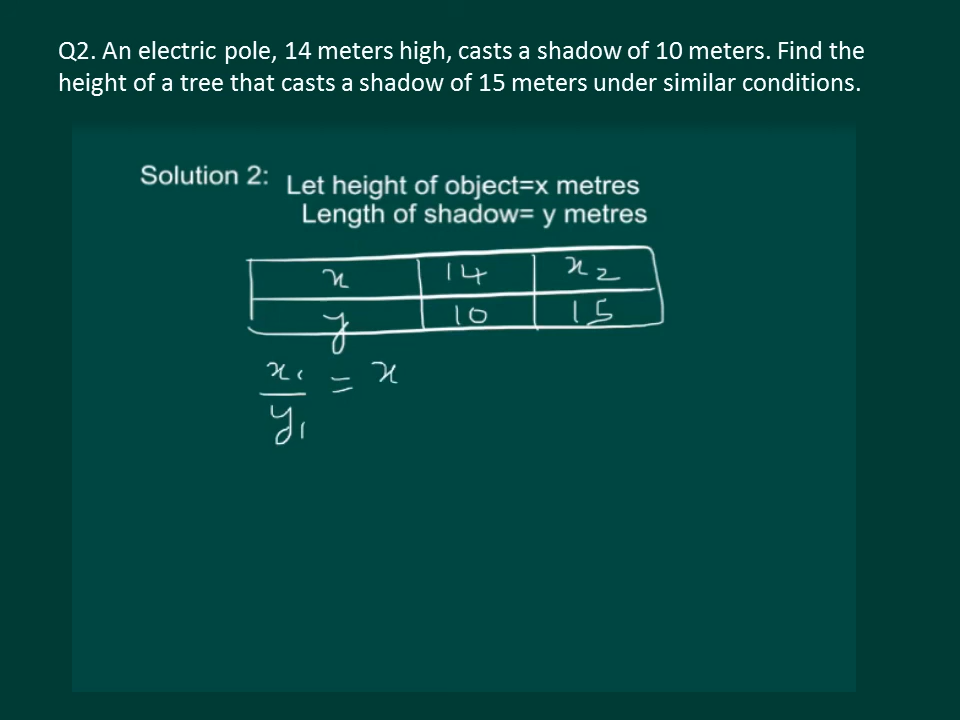 Q2. An electric pole, 14 meters high, casts a shadow of 10 meters. Find the
height of a tree that casts a shadow of 15 meters under similar conditions.
Solution 2:
Let height of object=x metres
Length of shadow= y metres
x 14 x2
y 10 15
x1 = x
y1